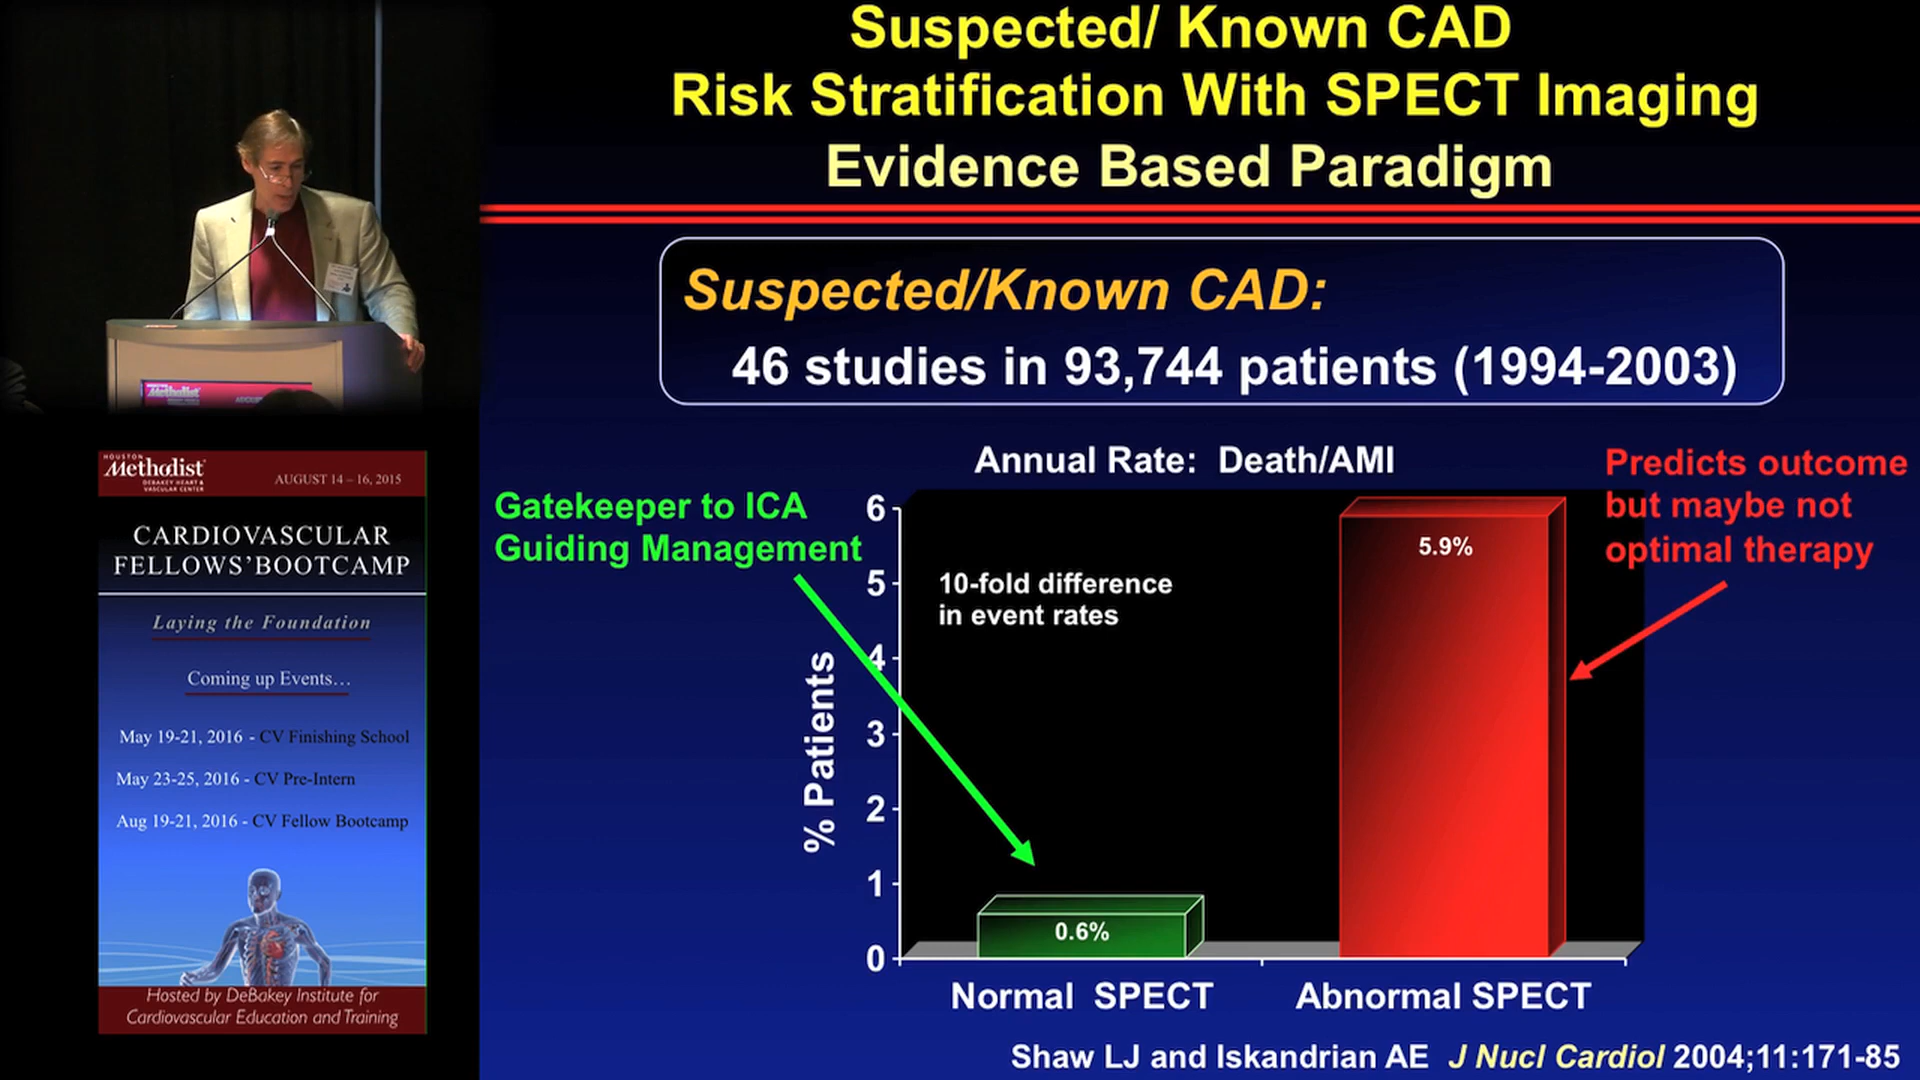 Suspected/ Known CAD
Risk Stratification With SPECT Imaging
Evidence Based Paradigm
Suspected/Known CAD:
46 studies in 93,744 patients (1994-2003)
Annual Rate: Death/AMI
Gatekeeper to ICA
Guiding Management
Predicts outcome
but maybe not
optimal therapy
10-fold difference
in event rates
% Patients
6
5
4
3
2
1
0
5.9%
0.6%
Normal SPECT
Abnormal SPECT
Shaw LJ and Iskandrian AE J Nucl Cardiol 2004;11:171-85
Methodist
HOUSTON
Methodist
DEBAKEY HEART &
VASCULAR CENTER
AUGUST 14 – 16, 2015
CARDIOVASCULAR
FELLOWS'BOOTCAMP
Laying the Foundation
Coming up Events…
May 19-21, 2016 - CV Finishing School
May 23-25, 2016 - CV Pre-Intern
Aug 19-21, 2016 - CV Fellow Bootcamp
Hosted by DeBakey Institute for
Cardiovascular Education and Training